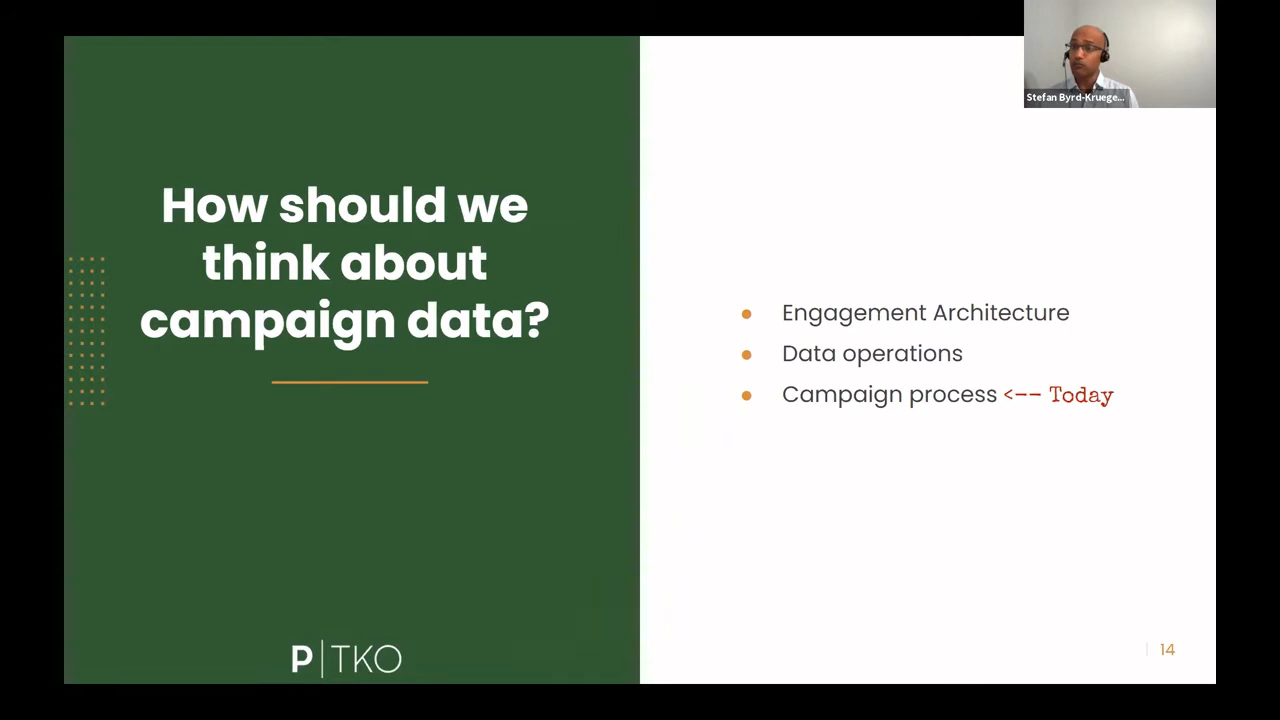 How should we
think about
campaign data?
P|TKO
Engagement Architecture
Data operations
Campaign process <-- Today
14
Stefan Byrd-Kruege...